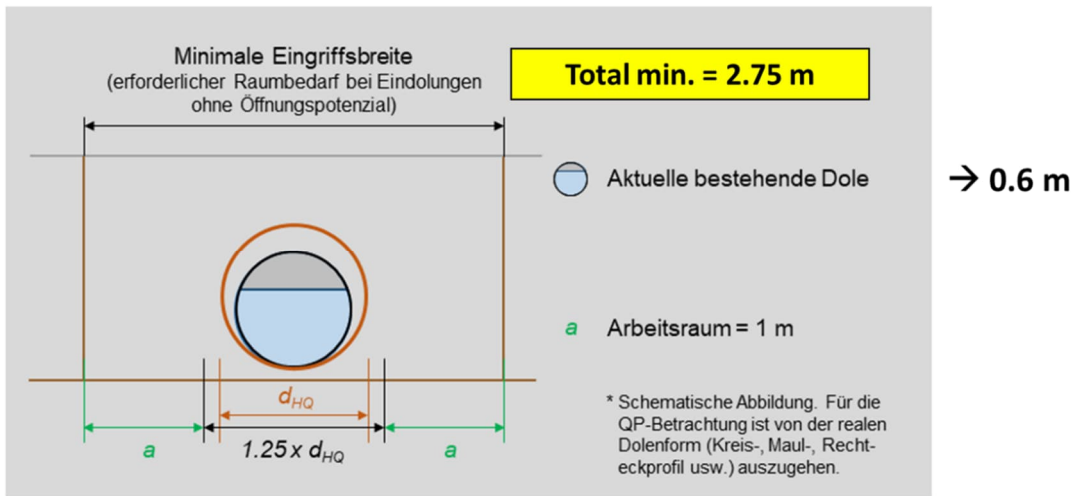 Minimale Eingriffsbreite
(erforderlicher Raumbedarf bei Eindolungen
ohne Öffnungspotenzial)
Total min. = 2.75 m
Aktuelle bestehende Dole
→ 0.6 m
a Arbeitsraum = 1 m
d_HQ
a
1.25 x d_HQ
a
* Schematische Abbildung. Für die
QP-Betrachtung ist von der realen
Dolenform (Kreis-, Maul-, Recht-
eckprofil usw.) auszugehen.